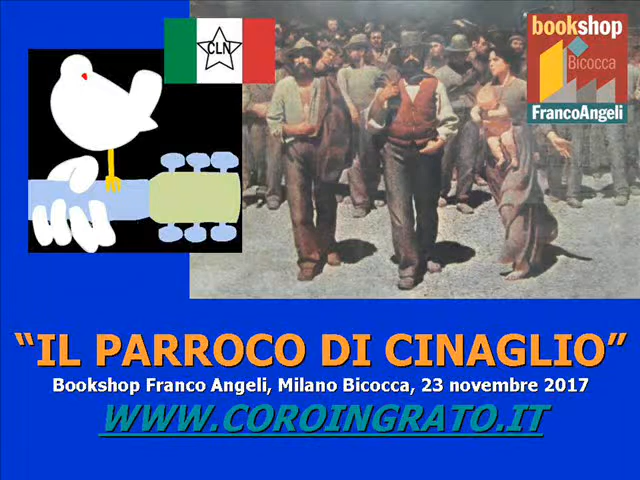 CLN
bookshop
Bicocca
FrancoAngeli
“IL PARROCO DI CINAGLIO”
Bookshop Franco Angeli, Milano Bicocca, 23 novembre 2017
WWW.COROINGRATO.IT